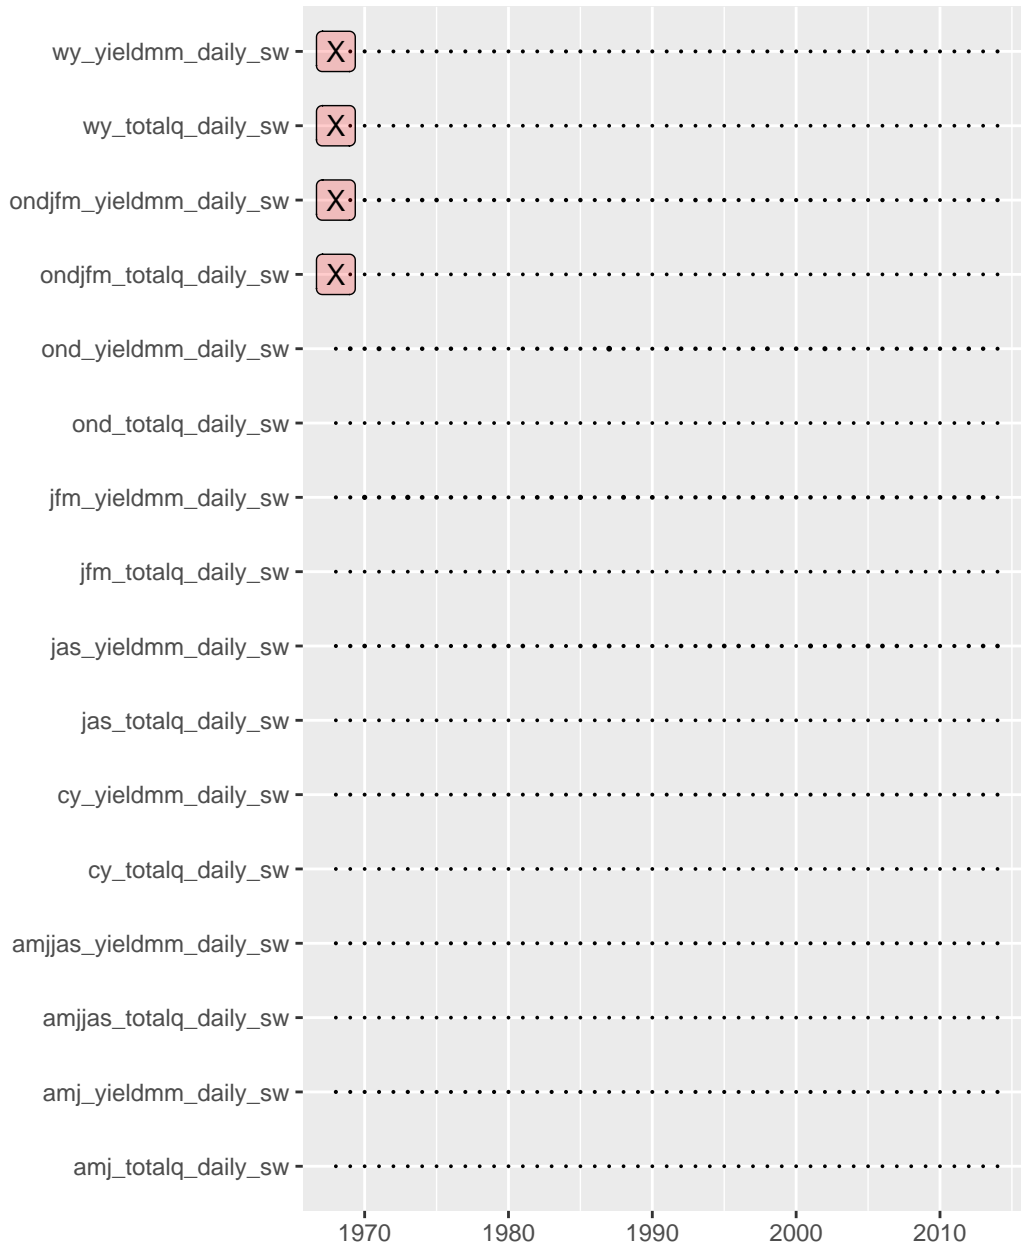 wy_yieldmm_daily_sw X
wy_totalq_daily_sw X
ondjfm_yieldmm_daily_sw X
ondjfm_totalq_daily_sw X
ond_yieldmm_daily_sw
ond_totalq_daily_sw
jfm_yieldmm_daily_sw
jfm_totalq_daily_sw
jas_yieldmm_daily_sw
jas_totalq_daily_sw
cy_yieldmm_daily_sw
cy_totalq_daily_sw
amjjas_yieldmm_daily_sw
amjjas_totalq_daily_sw
amj_yieldmm_daily_sw
amj_totalq_daily_sw
1970 1980 1990 2000 2010